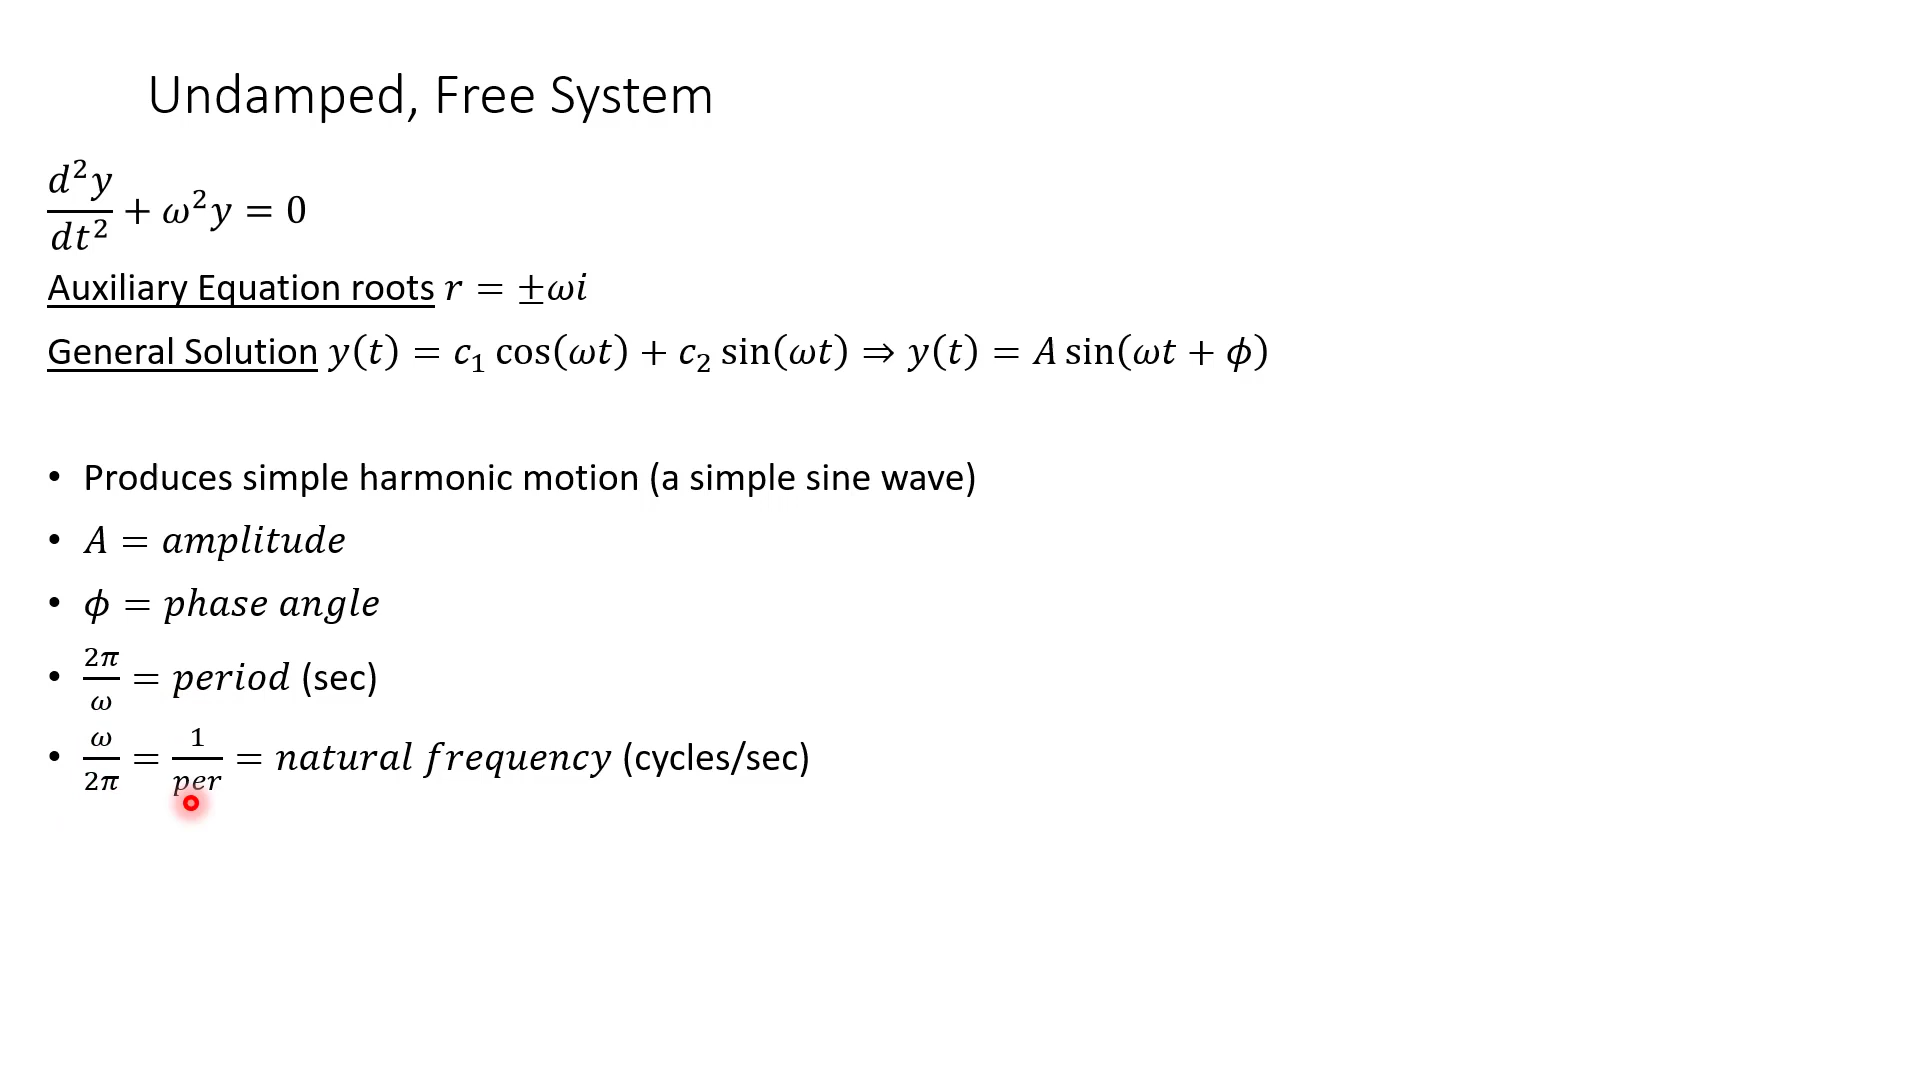 Undamped, Free System
d²y/dt² + ω²y = 0
Auxiliary Equation roots r = ±ωi
General Solution y(t) = c₁ cos(ωt) + c₂ sin(ωt) ⇒ y(t) = A sin(ωt + ϕ)
• Produces simple harmonic motion (a simple sine wave)
• A = amplitude
• ϕ = phase angle
• 2π/ω = period (sec)
• ω/2π = 1/per = natural frequency (cycles/sec)